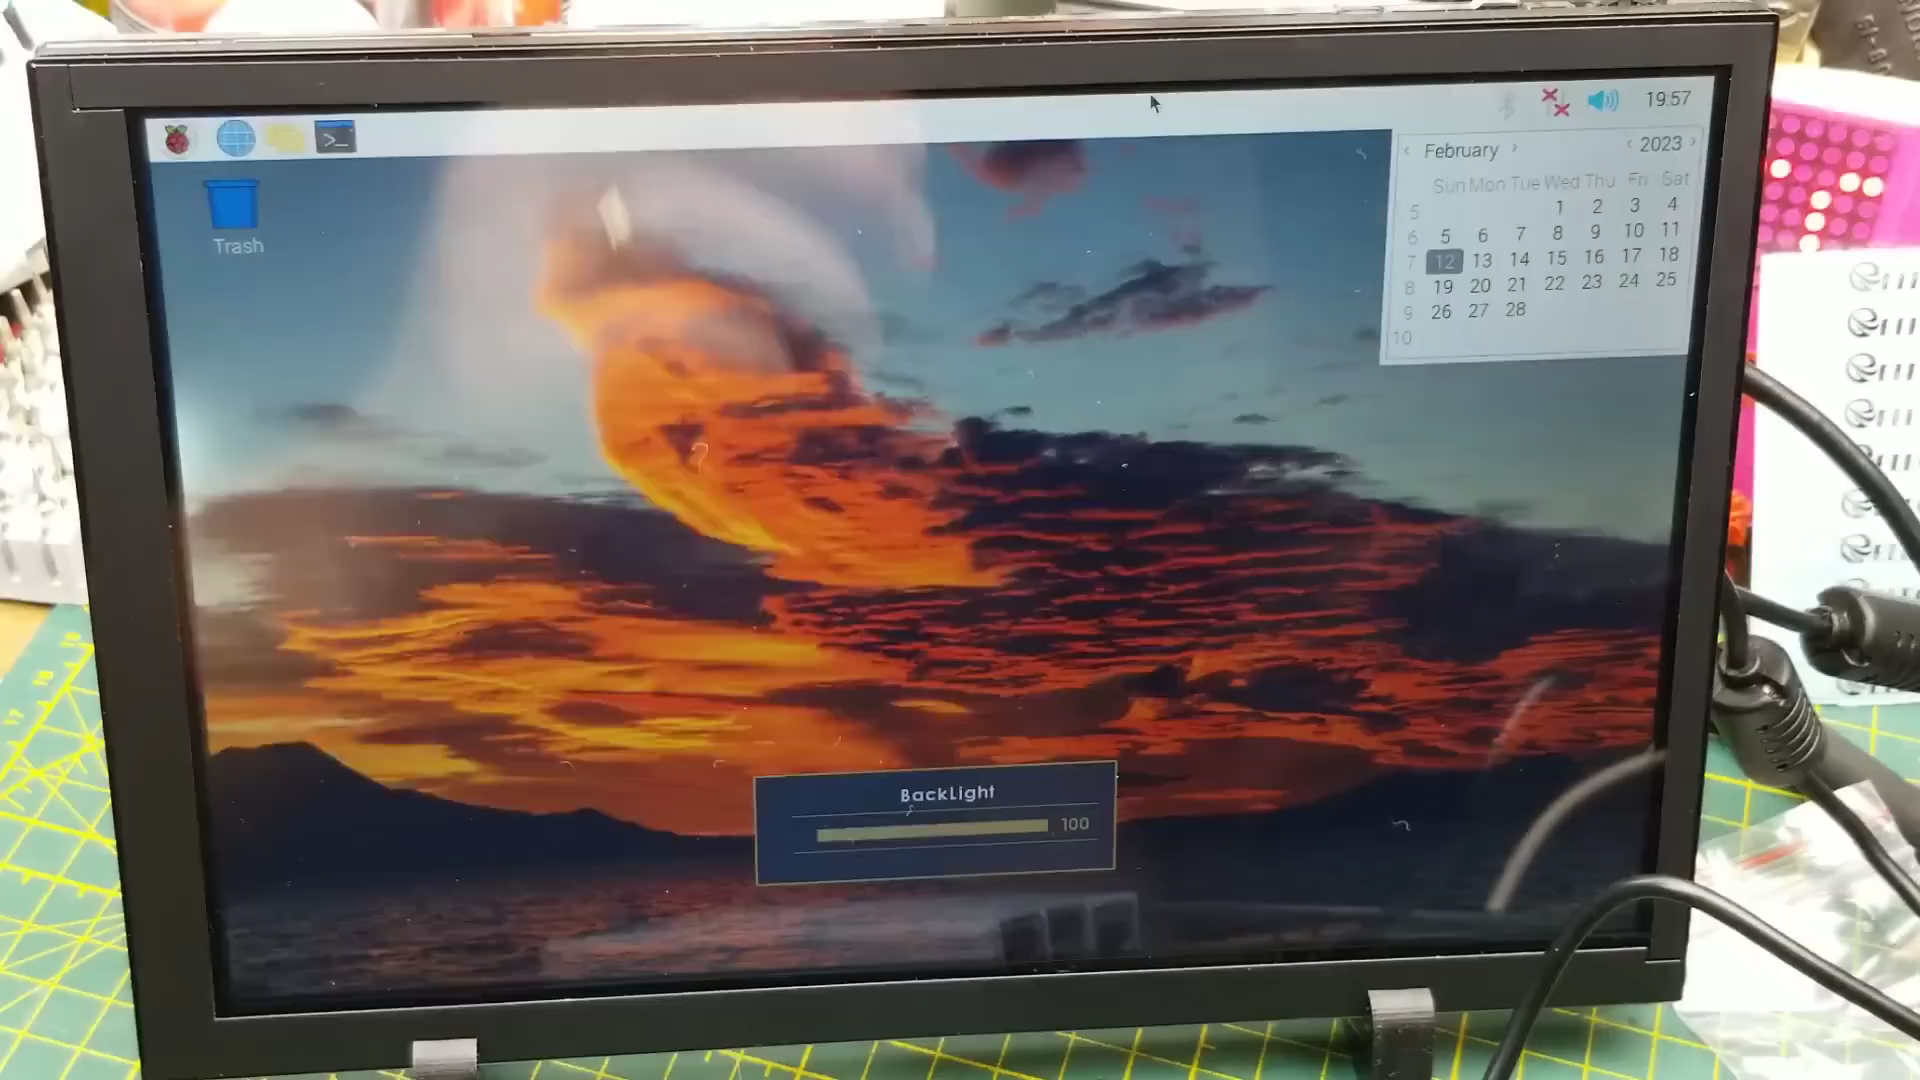 19:57
Trash
February 2023
Sun Mon Tue Wed Thu Fri Sat
5 1 2 3 4
6 5 6 7 8 9 10 11
7 12 13 14 15 16 17 18
8 19 20 21 22 23 24 25
9 26 27 28
10
BackLight
100